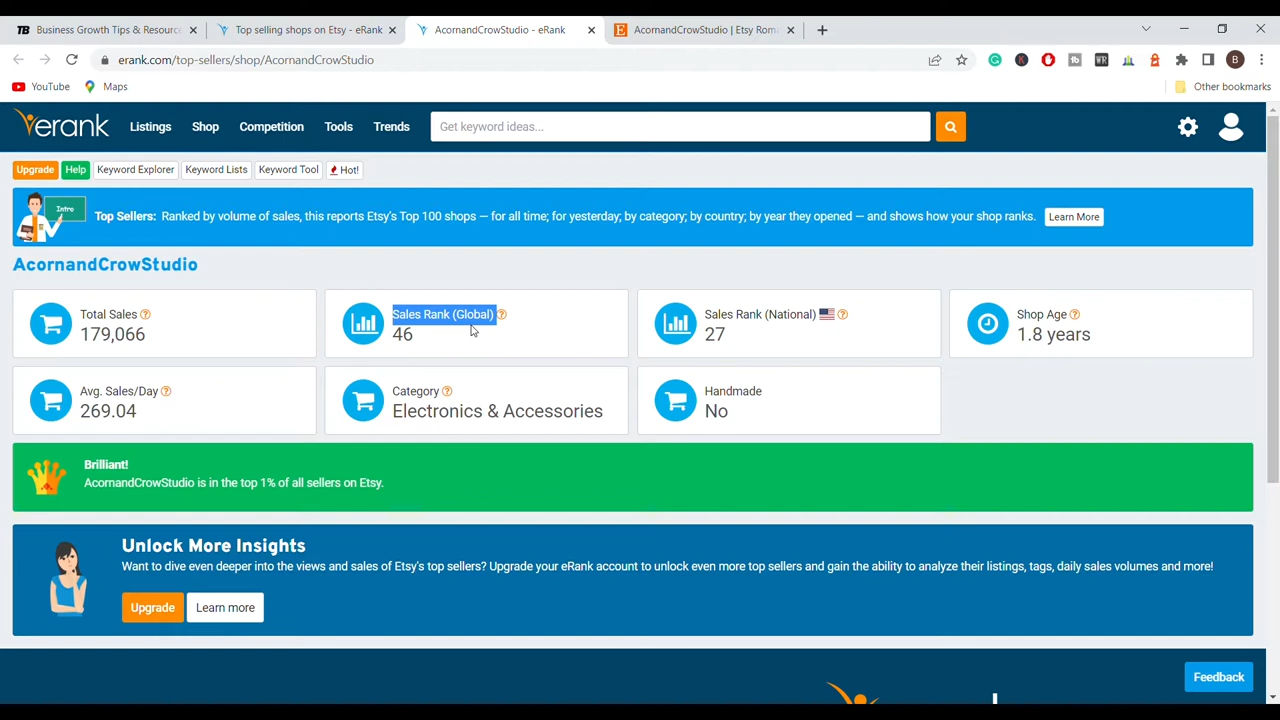 Business Growth Tips & Resource
Top selling shops on Etsy - eRank
AcornandCrowStudio - eRank
AcornandCrowStudio | Etsy Rom
erank.com/top-sellers/shop/AcornandCrowStudio
B
YouTube
Maps
Other bookmarks
erank
Listings
Shop
Competition
Tools
Trends
Get keyword ideas...
Upgrade
Help
Keyword Explorer
Keyword Lists
Keyword Tool
Hot!
Intro
Top Sellers: Ranked by volume of sales, this reports Etsy's Top 100 shops — for all time; for yesterday; by category; by country; by year they opened — and shows how your shop ranks.
Learn More
AcornandCrowStudio
Total Sales
179,066
Sales Rank (Global)
46
Sales Rank (National)
27
Shop Age
1.8 years
Avg. Sales/Day
269.04
Category
Electronics & Accessories
Handmade
No
Brilliant!
AcornandCrowStudio is in the top 1% of all sellers on Etsy.
Unlock More Insights
Want to dive even deeper into the views and sales of Etsy's top sellers? Upgrade your eRank account to unlock even more top sellers and gain the ability to analyze their listings, tags, daily sales volumes and more!
Upgrade
Learn more
Feedback